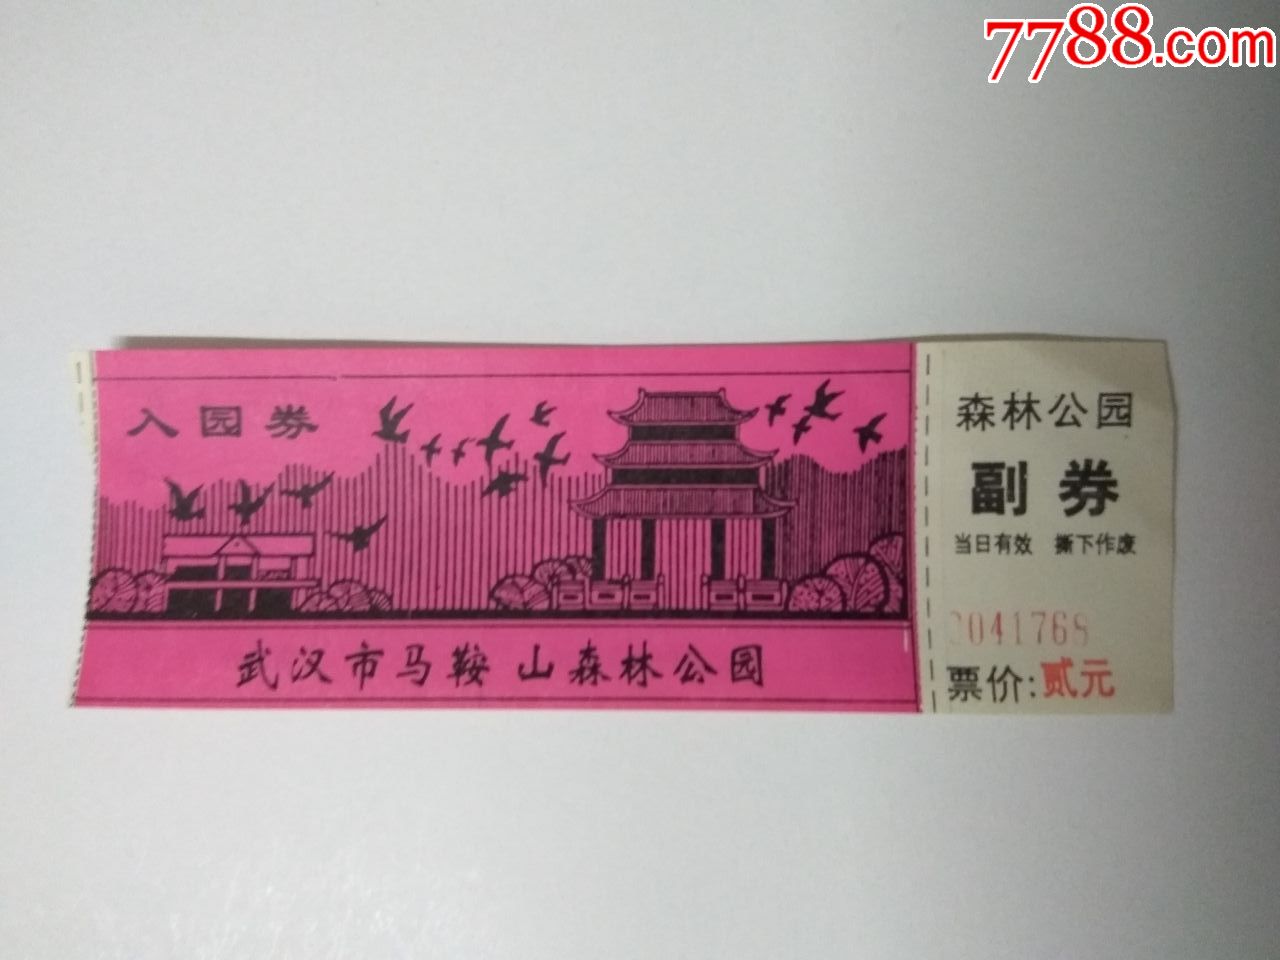 7788.com
入园券
武汉市马鞍山森林公园
森林公园
副券
当日有效 撕下作废
041768
票价:贰元